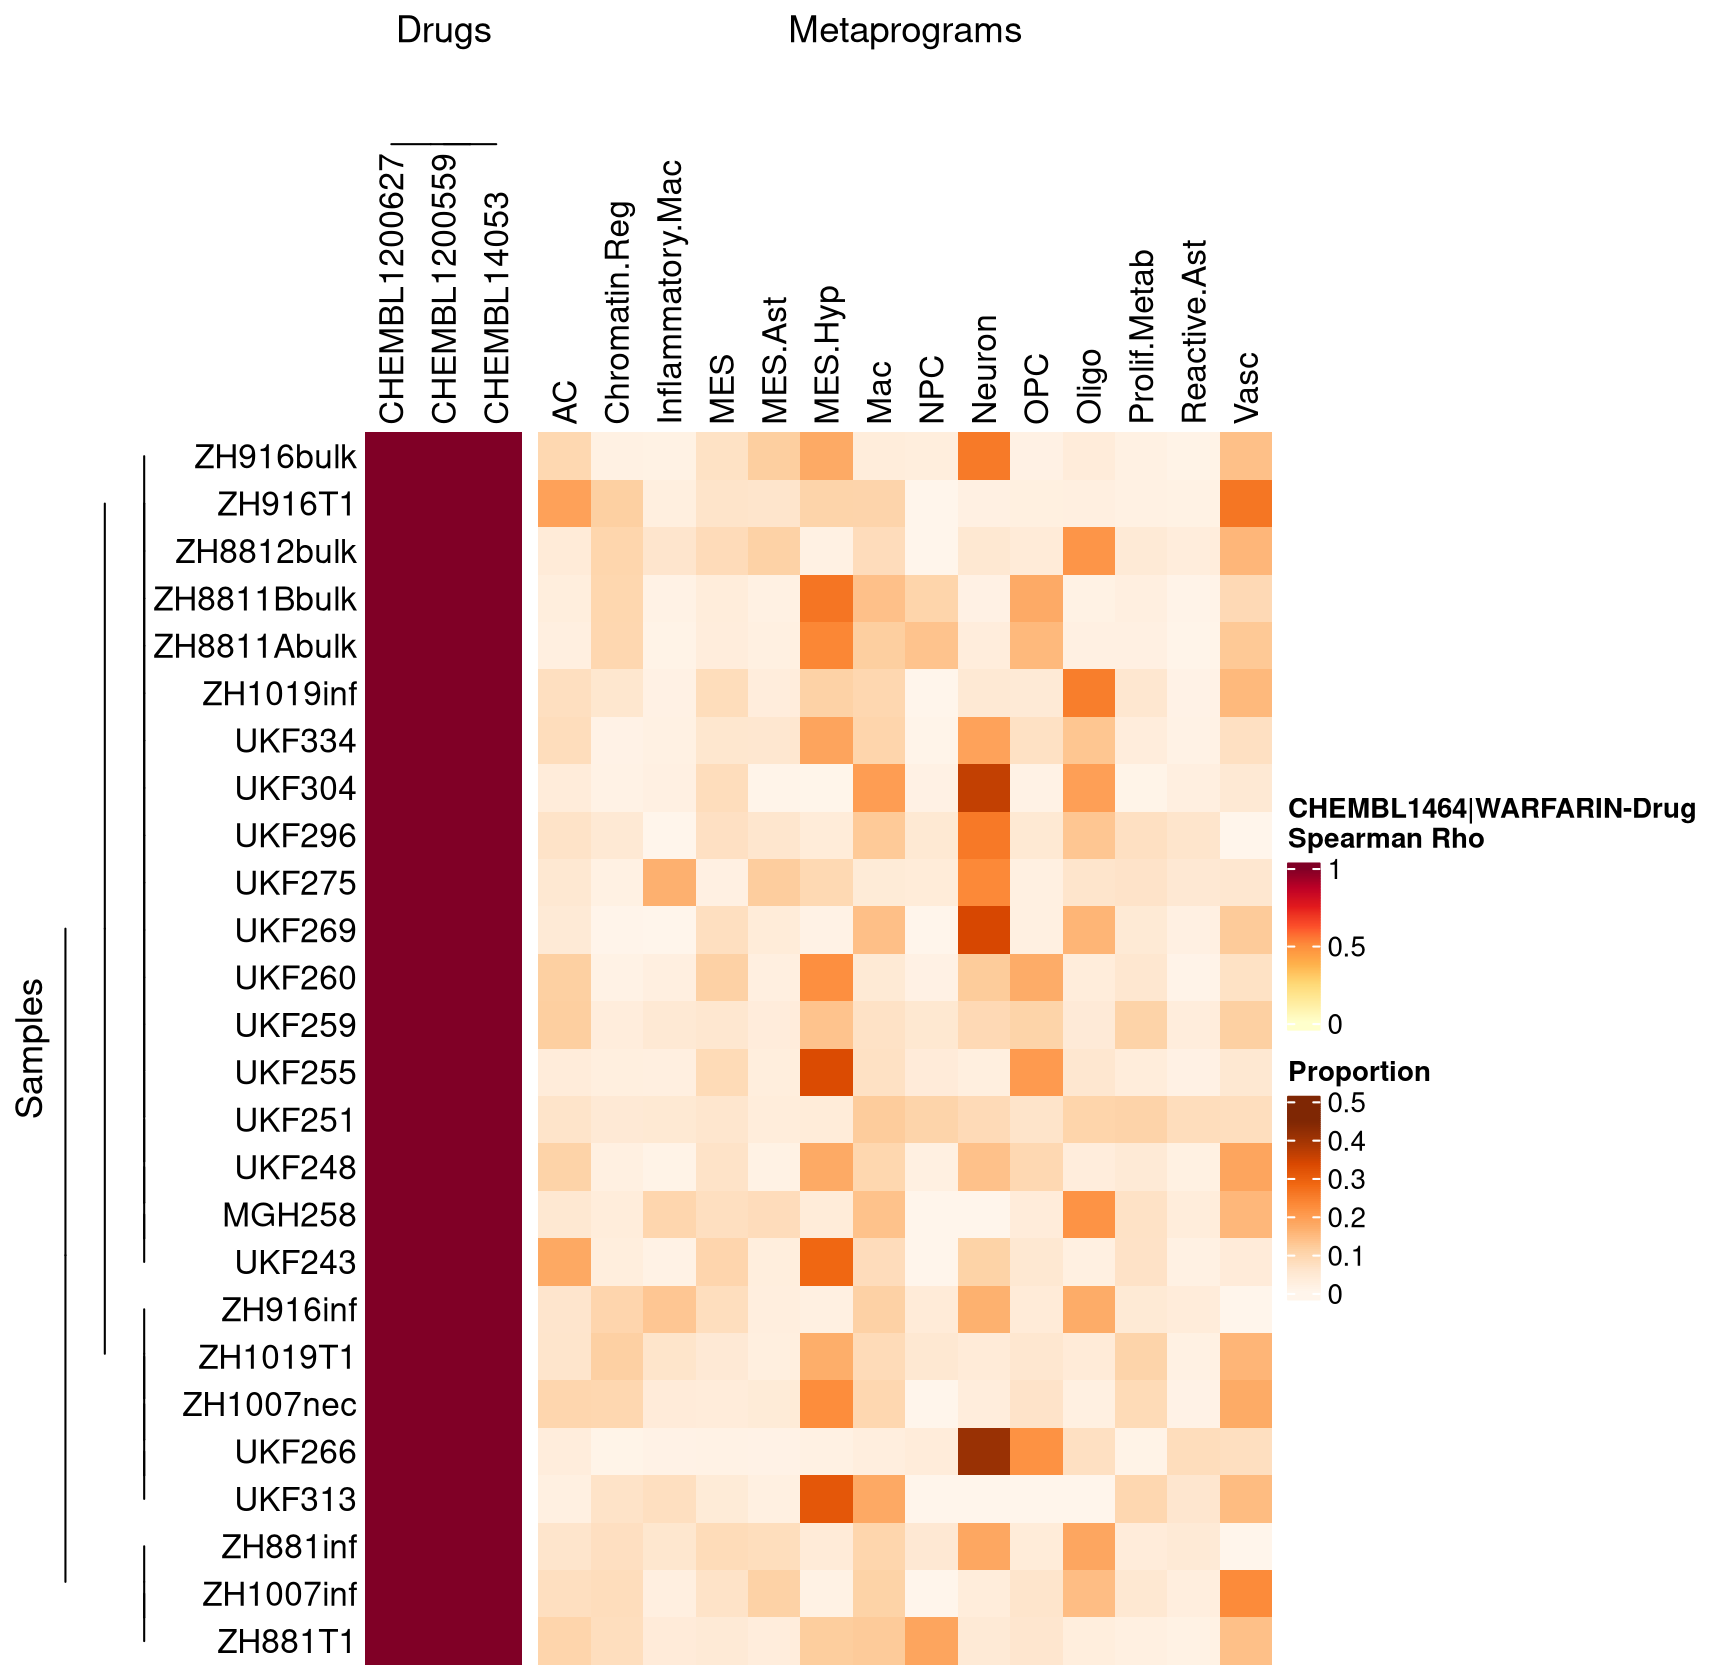 Drugs
Metaprograms
CHEMBL1200627
CHEMBL1200559
CHEMBL14053
AC
Chromatin.Reg
Inflammatory.Mac
MES
MES.Ast
MES.Hyp
Mac
NPC
Neuron
OPC
Oligo
Prolif.Metab
Reactive.Ast
Vasc
Samples
ZH916bulk
ZH916T1
ZH8812bulk
ZH8811Bbulk
ZH8811Abulk
ZH1019inf
UKF334
UKF304
UKF296
UKF275
UKF269
UKF260
UKF259
UKF255
UKF251
UKF248
MGH258
UKF243
ZH916inf
ZH1019T1
ZH1007nec
UKF266
UKF313
ZH881inf
ZH1007inf
ZH881T1
CHEMBL1464|WARFARIN-Drug
Spearman Rho
1
0.5
0
Proportion
0.5
0.4
0.3
0.2
0.1
0